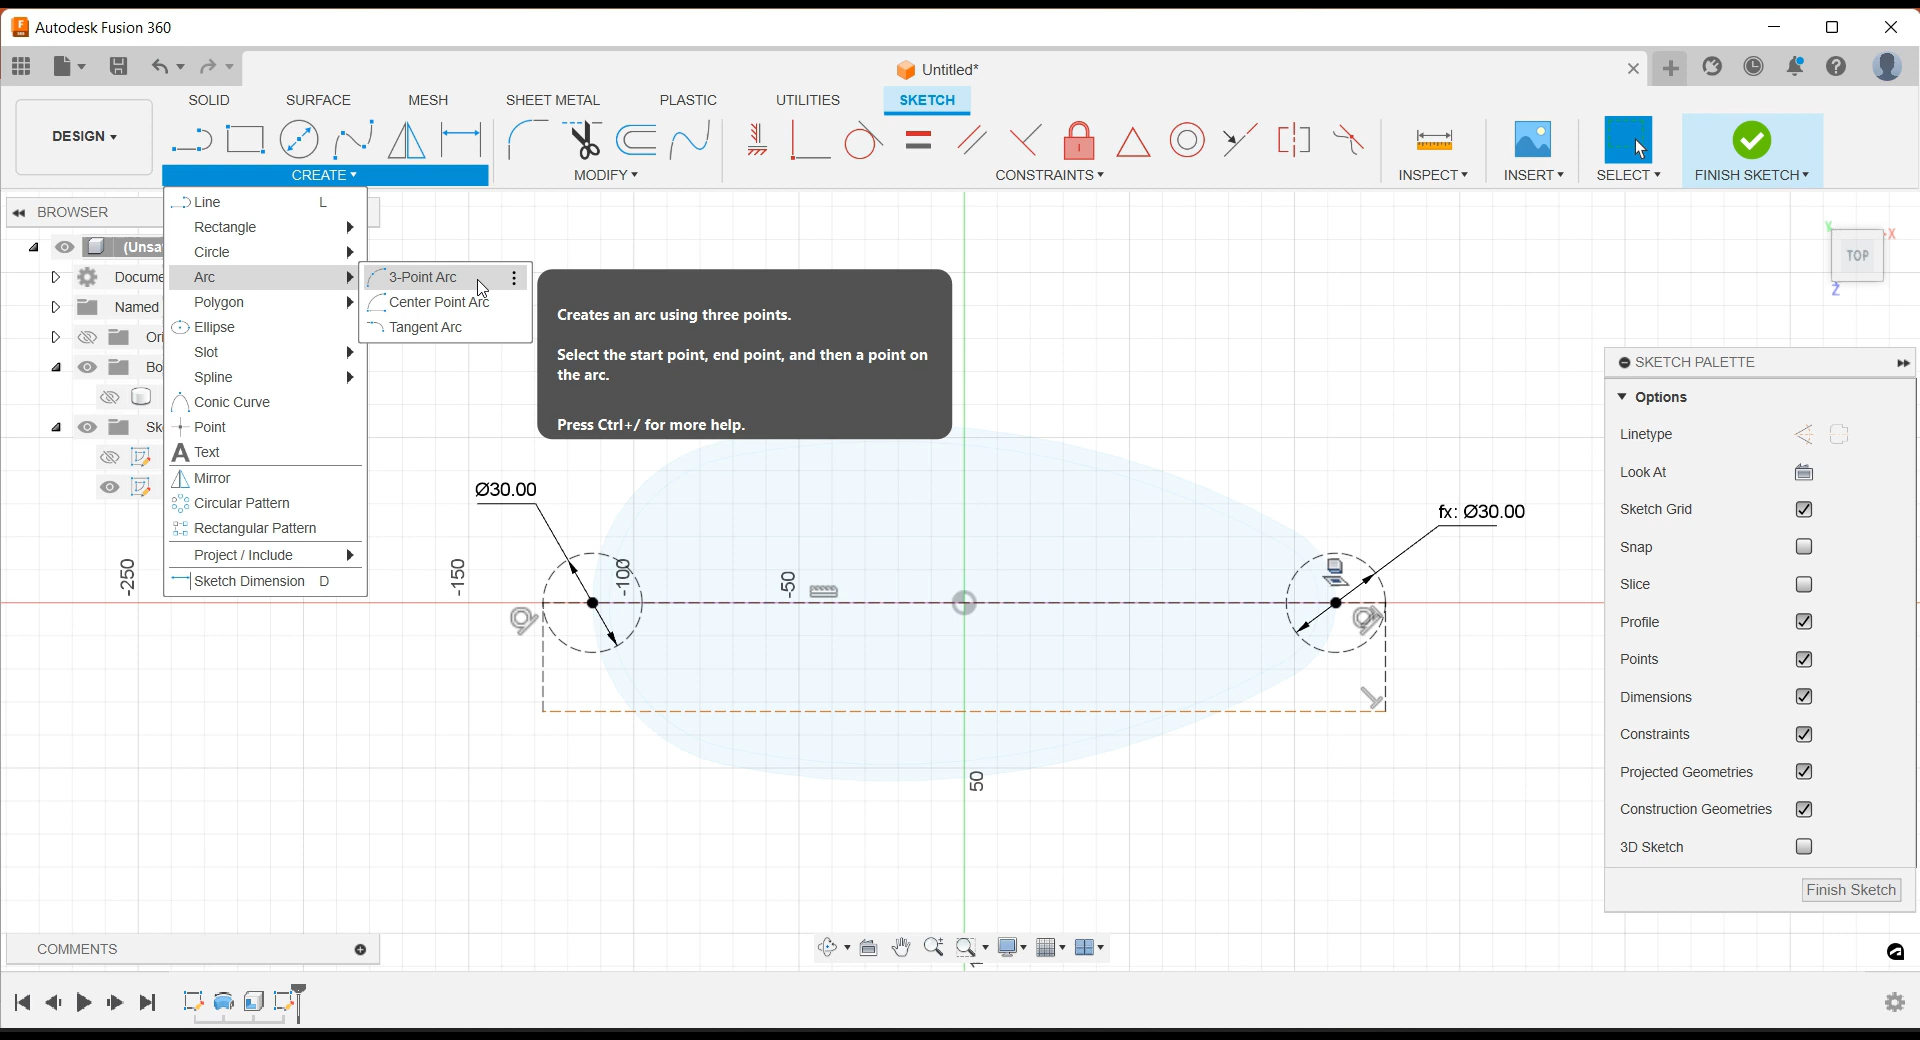 Autodesk Fusion 360
Untitled*
SOLID SURFACE MESH SHEET METAL PLASTIC UTILITIES SKETCH
DESIGN
CREATE MODIFY CONSTRAINTS INSPECT INSERT SELECT FINISH SKETCH
BROWSER
(Unsa
Docume
Named
Ori
Bo
Sk
Line L
Rectangle
Circle
Arc
Polygon
Ellipse
Slot
Spline
Conic Curve
Point
Text
Mirror
Circular Pattern
Rectangular Pattern
Project / Include
Sketch Dimension D
3-Point Arc
Center Point Arc
Tangent Arc
Creates an arc using three points.
Select the start point, end point, and then a point on
the arc.
Press Ctrl+/ for more help.
Ø30.00
fx: Ø30.00
-250
-150
-100
-50
50
TOP
X
Y
Z
SKETCH PALETTE
Options
Linetype
Look At
Sketch Grid
Snap
Slice
Profile
Points
Dimensions
Constraints
Projected Geometries
Construction Geometries
3D Sketch
Finish Sketch
COMMENTS